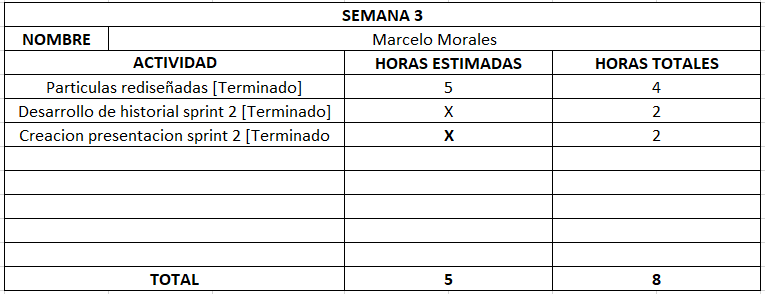 SEMANA 3
NOMBRE Marcelo Morales
ACTIVIDAD HORAS ESTIMADAS HORAS TOTALES
Particulas rediseñadas [Terminado] 5 4
Desarrollo de historial sprint 2 [Terminado] X 2
Creacion presentacion sprint 2 [Terminado X 2
TOTAL 5 8